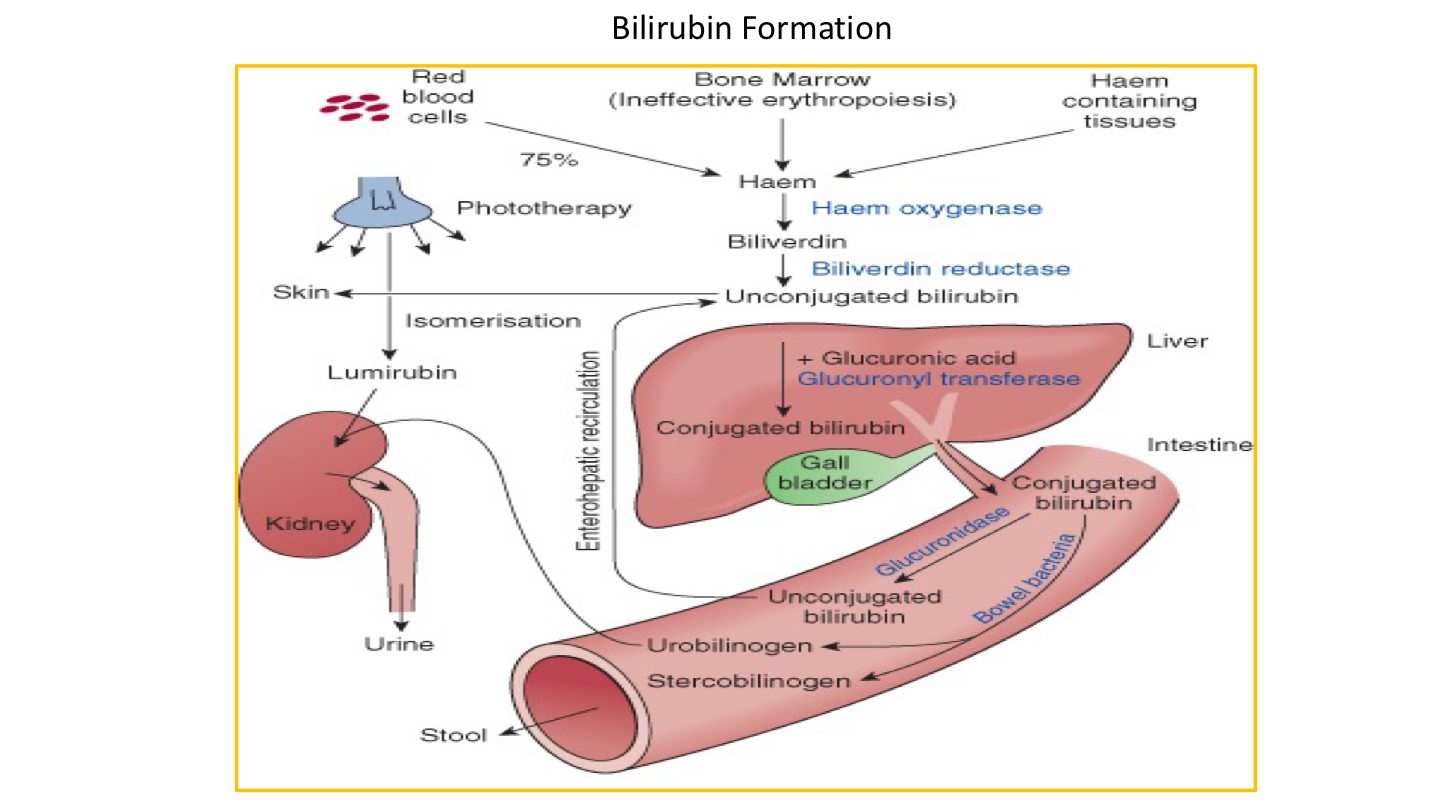 Bilirubin Formation
Red
blood
cells
Bone Marrow
(Ineffective erythropoiesis)
Haem
containing
tissues
75%
Haem
Phototherapy
Haem oxygenase
Biliverdin
Biliverdin reductase
Skin
Unconjugated bilirubin
Isomerisation
Liver
+ Glucuronic acid
Lumirubin
Glucuronyl transferase
Enterohepatic recirculation
Conjugated bilirubin
Intestine
Gall
bladder
Conjugated
bilirubin
Kidney
Glucuronidase
Bowel bacteria
Unconjugated
bilirubin
Urine
Urobilinogen
Stercobilinogen
Stool